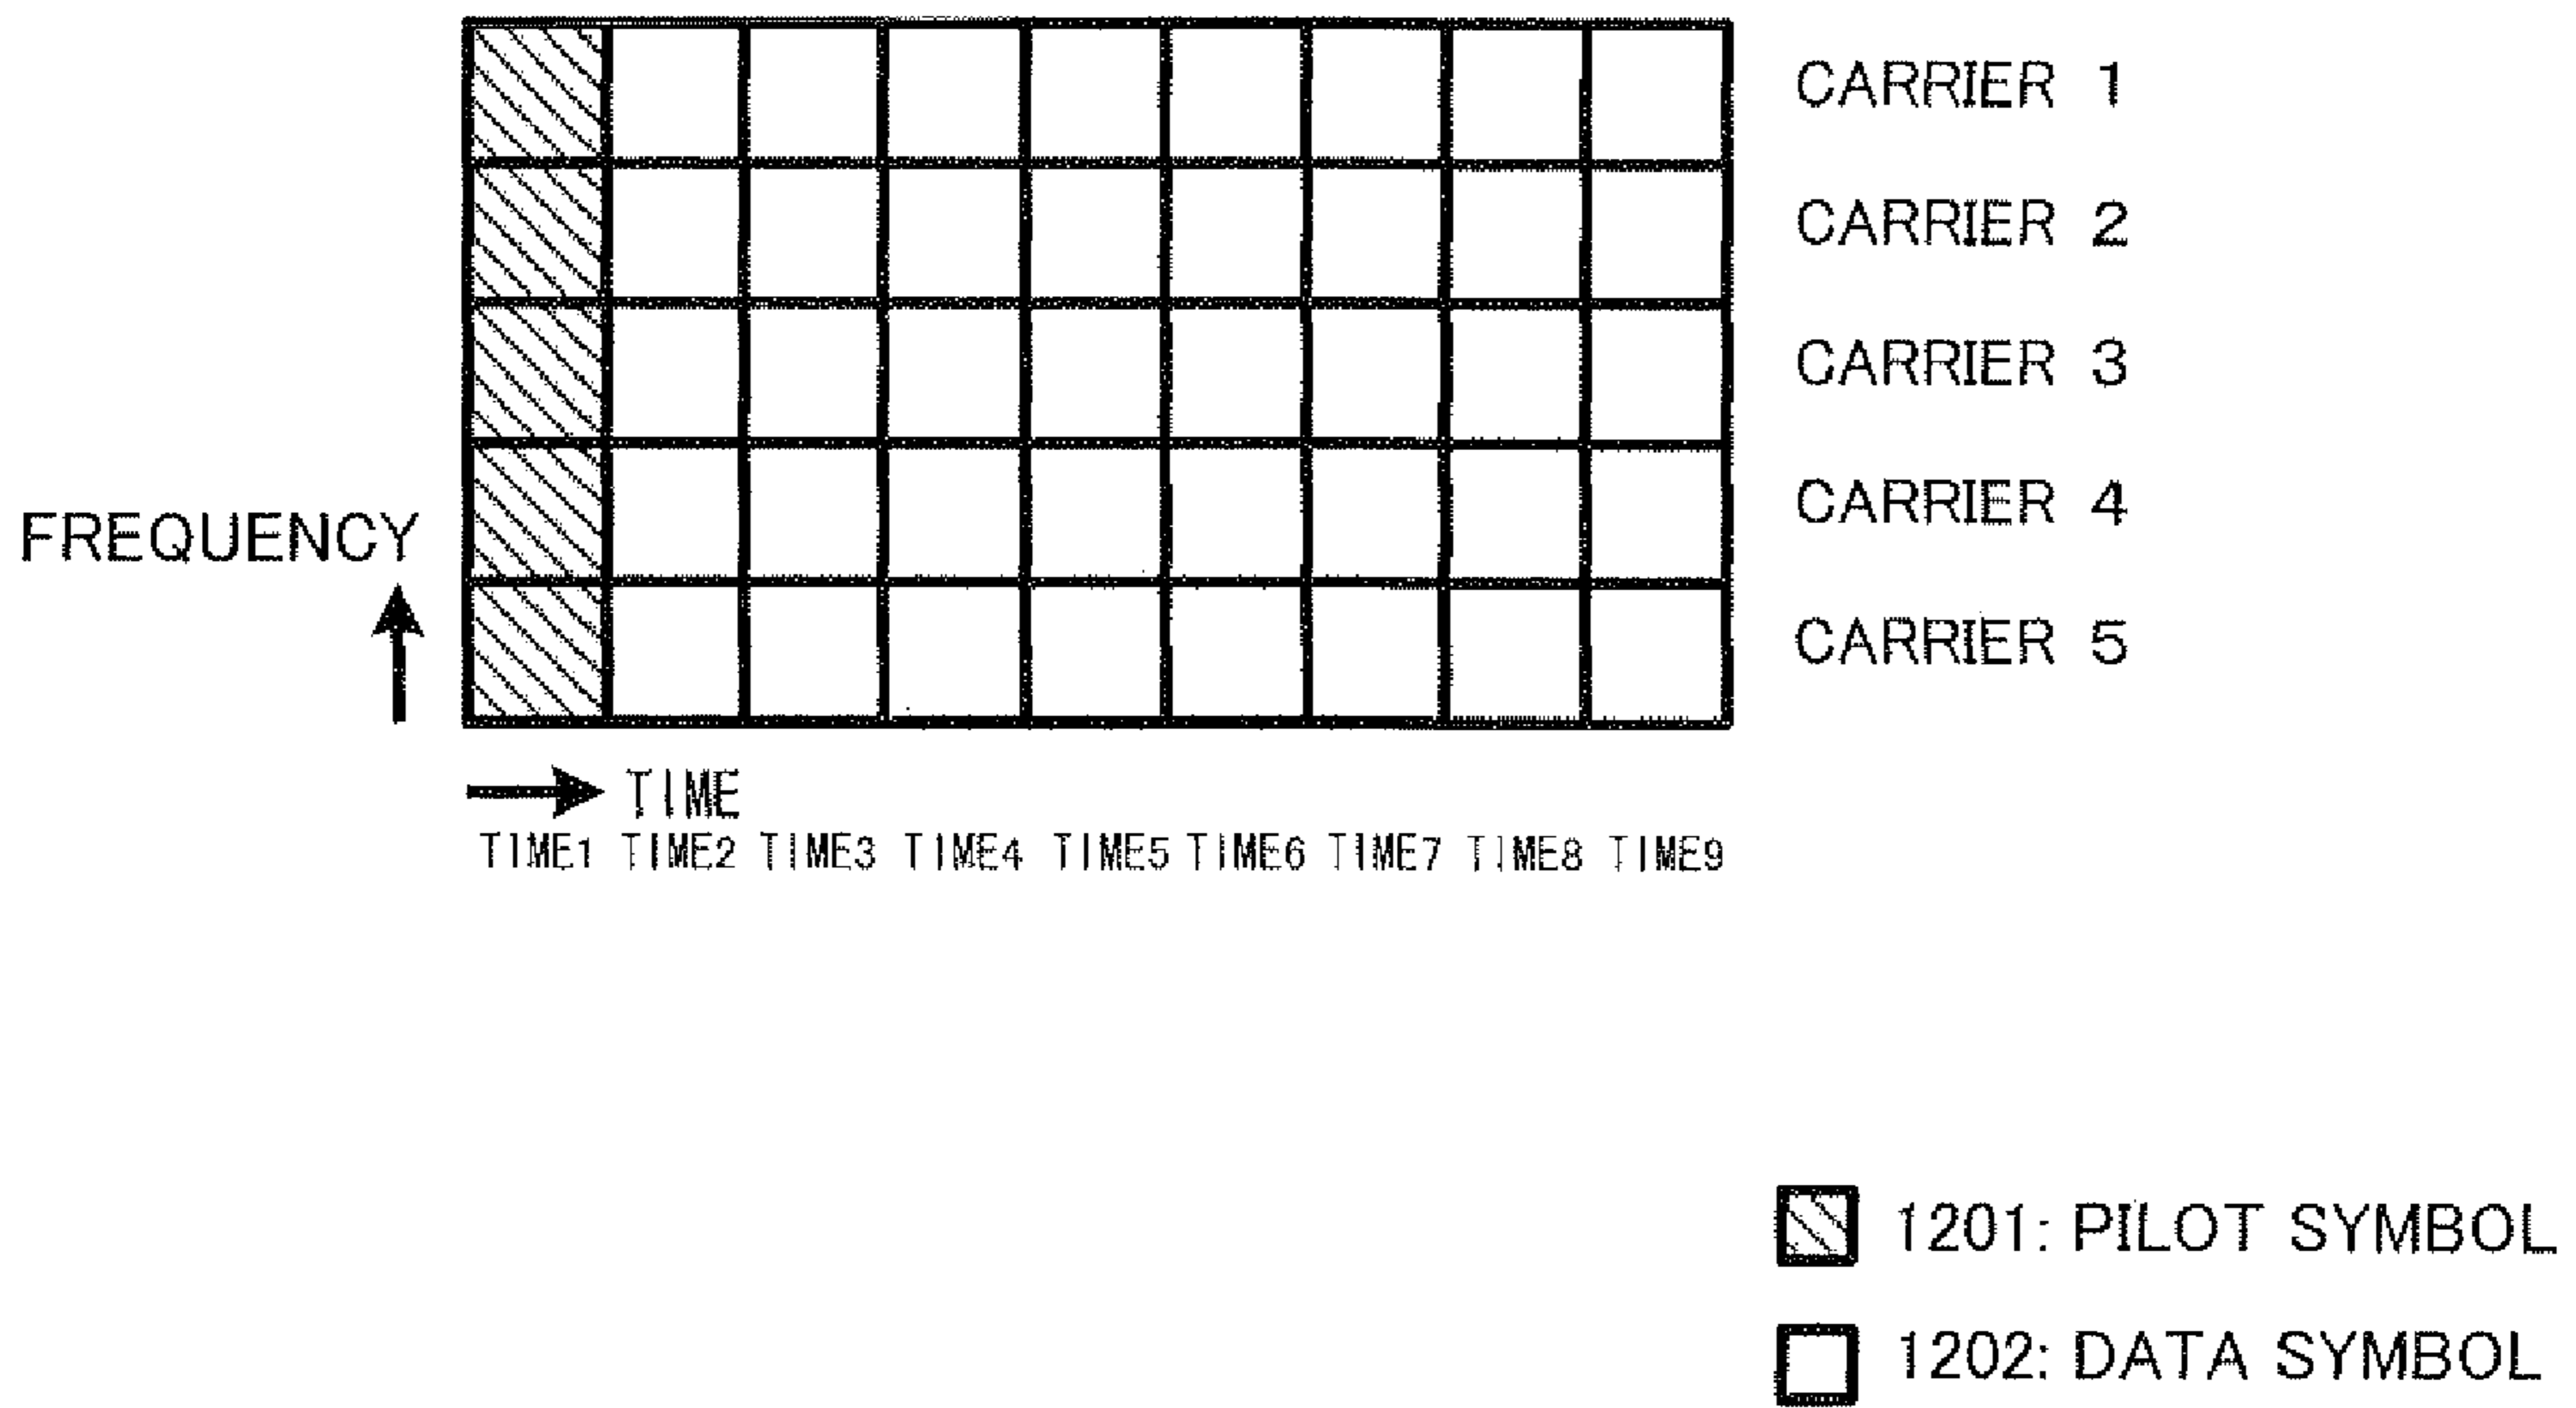 CARRIER 1
CARRIER 2
CARRIER 3
CARRIER 4
FREQUENCY
CARRIER 5
TIME
TIME1 TIME2 TIME3 TIME4 TIME5 TIME6 TIME7 TIME8 TIME9
1201: PILOT SYMBOL
1202: DATA SYMBOL